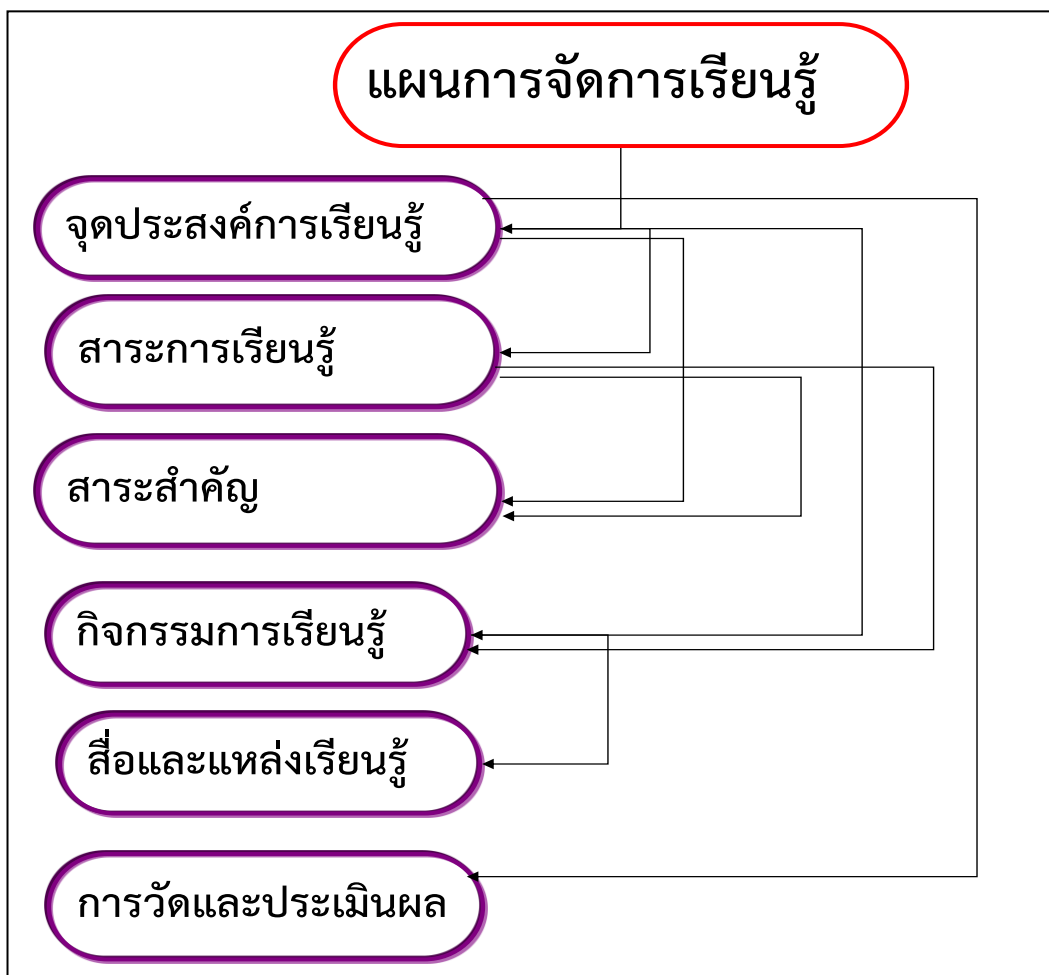 แผนการจัดการเรียนรู้
จุดประสงค์การเรียนรู้
สาระการเรียนรู้
สาระสำคัญ
กิจกรรมการเรียนรู้
สื่อและแหล่งเรียนรู้
การวัดและประเมินผล